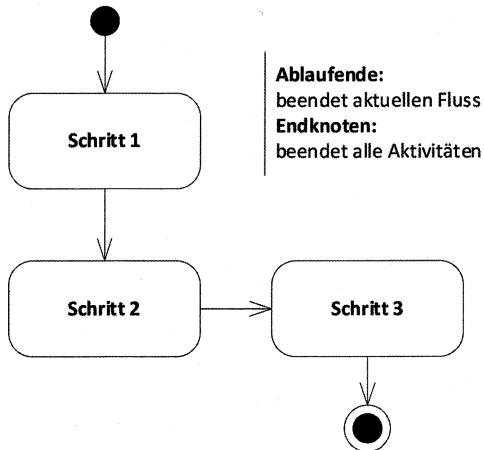 Ablaufende:
beendet aktuellen Fluss
Endknoten:
beendet alle Aktivitäten
Schritt 1
Schritt 2
Schritt 3